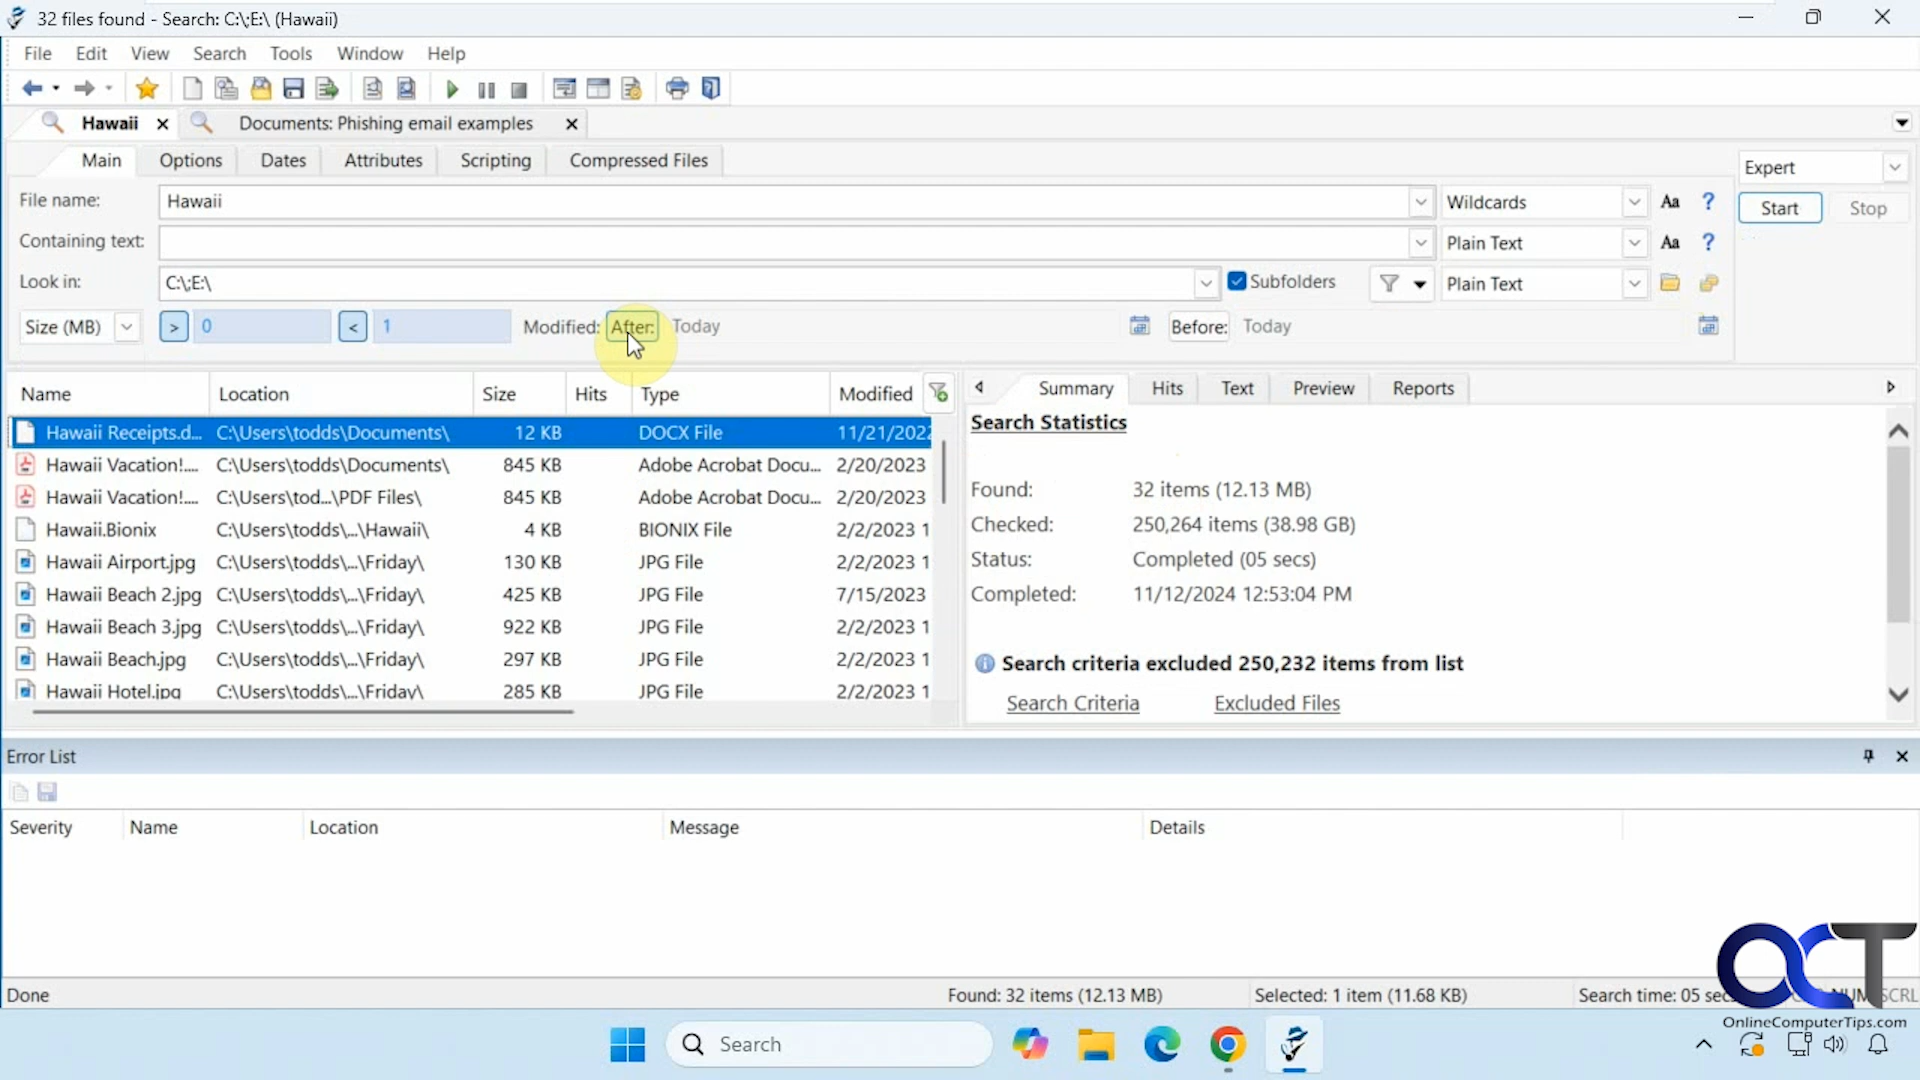 32 files found - Search: C:\;E:\ (Hawaii)
File Edit View Search Tools Window Help
Hawaii Documents: Phishing email examples
Main Options Dates Attributes Scripting Compressed Files
Expert
File name: Hawaii Wildcards Aa ?
Start Stop
Containing text: Plain Text Aa ?
Look in: C:\;E:\ Subfolders Plain Text
Size (MB) > 0 < 1 Modified: After: Today Before: Today
Name Location Size Hits Type Modified
Hawaii Receipts.d... C:\Users\todds\Documents\ 12 KB DOCX File 11/21/2022
Hawaii Vacation!.... C:\Users\todds\Documents\ 845 KB Adobe Acrobat Docu... 2/20/2023
Hawaii Vacation!.... C:\Users\tod...\PDF Files\ 845 KB Adobe Acrobat Docu... 2/20/2023
Hawaii.Bionix C:\Users\todds\...\Hawaii\ 4 KB BIONIX File 2/2/2023 1
Hawaii Airport.jpg C:\Users\todds\...\Friday\ 130 KB JPG File 2/2/2023 1
Hawaii Beach 2.jpg C:\Users\todds\...\Friday\ 425 KB JPG File 7/15/2023
Hawaii Beach 3.jpg C:\Users\todds\...\Friday\ 922 KB JPG File 2/2/2023 1
Hawaii Beach.jpg C:\Users\todds\...\Friday\ 297 KB JPG File 2/2/2023 1
Hawaii Hotel.jpg C:\Users\todds\...\Friday\ 285 KB JPG File 2/2/2023 1
Summary Hits Text Preview Reports
Search Statistics
Found: 32 items (12.13 MB)
Checked: 250,264 items (38.98 GB)
Status: Completed (05 secs)
Completed: 11/12/2024 12:53:04 PM
Search criteria excluded 250,232 items from list
Search Criteria Excluded Files
Error List
Severity Name Location Message Details
Done Found: 32 items (12.13 MB) Selected: 1 item (11.68 KB) Search time: 05 NUM SCRL
OCT
OnlineComputerTips.com
Search